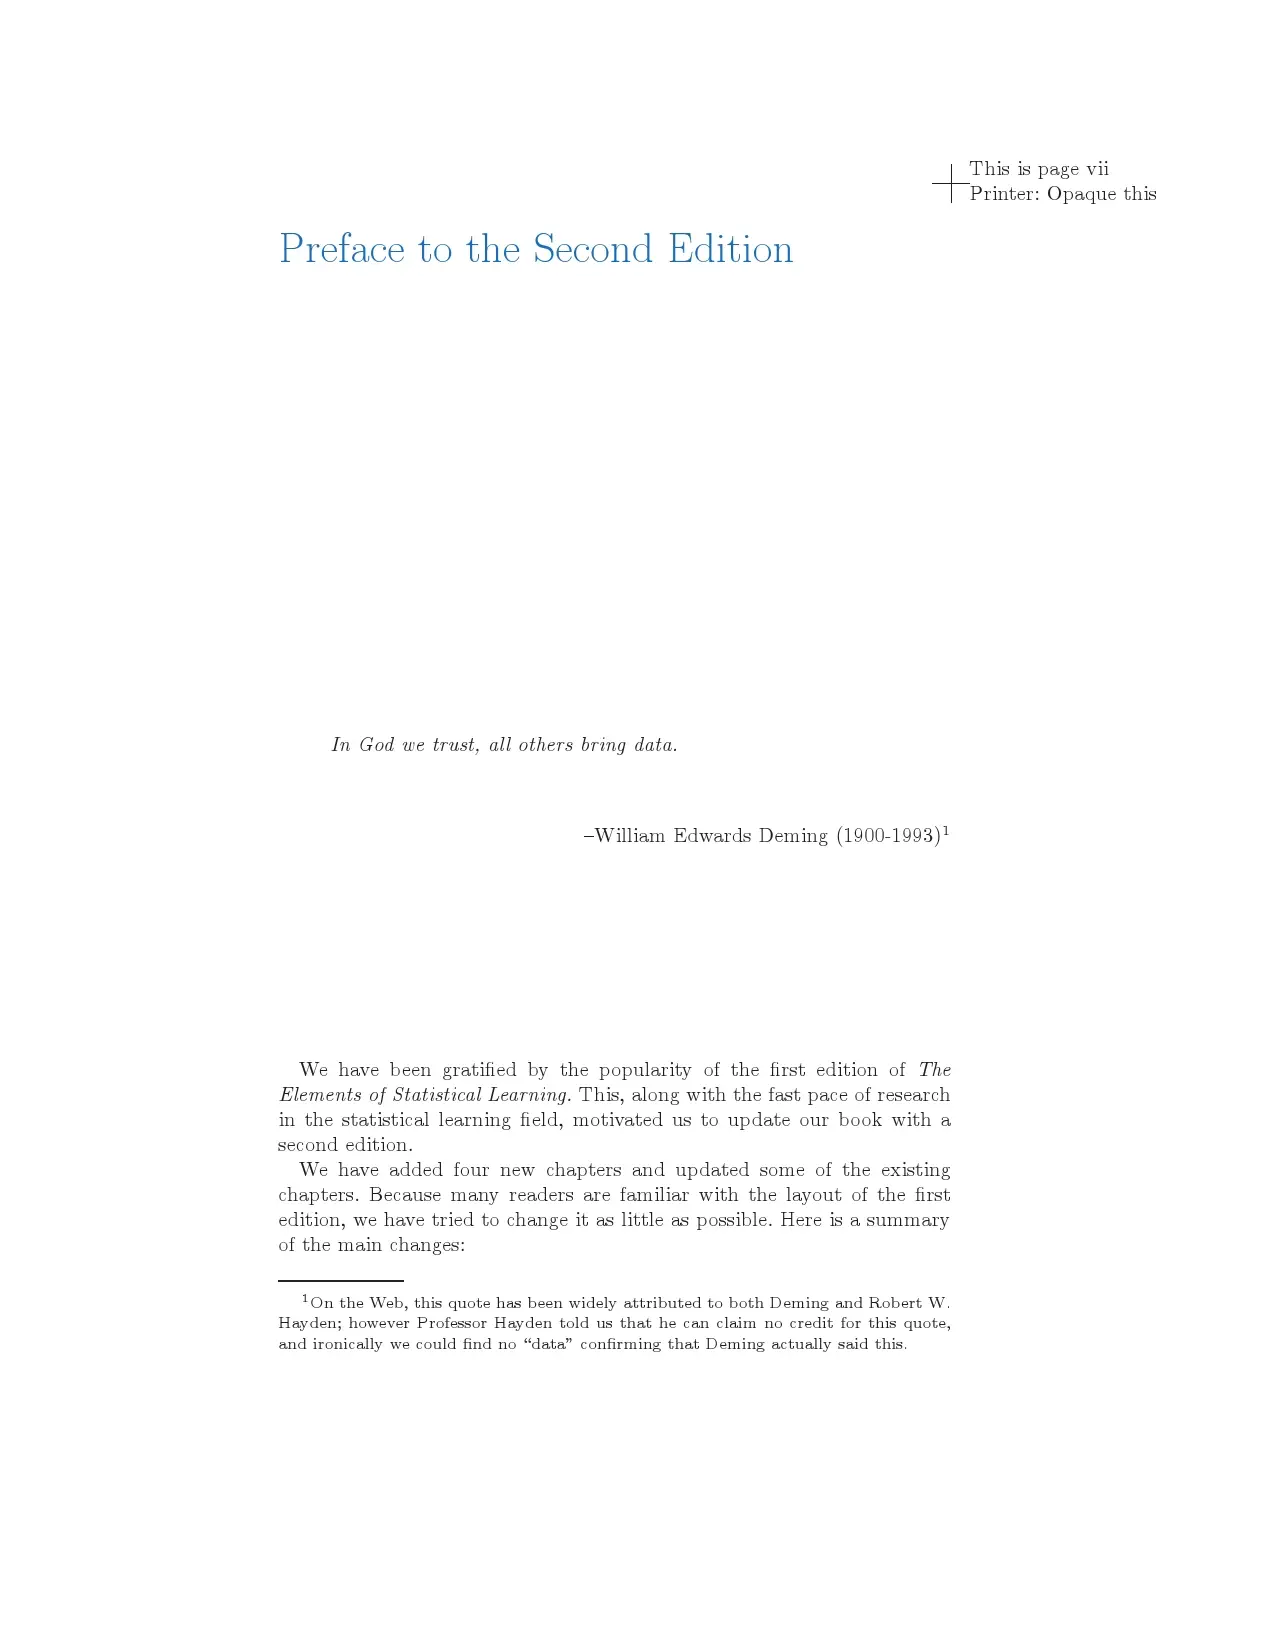 This is page vii
Printer: Opaque this
Preface to the Second Edition
In God we trust, all others bring data.
–William Edwards Deming (1900-1993)¹
We have been gratified by the popularity of the first edition of The
Elements of Statistical Learning. This, along with the fast pace of research
in the statistical learning field, motivated us to update our book with a
second edition.
We have added four new chapters and updated some of the existing
chapters. Because many readers are familiar with the layout of the first
edition, we have tried to change it as little as possible. Here is a summary
of the main changes:
¹On the Web, this quote has been widely attributed to both Deming and Robert W.
Hayden; however Professor Hayden told us that he can claim no credit for this quote,
and ironically we could find no “data” confirming that Deming actually said this.